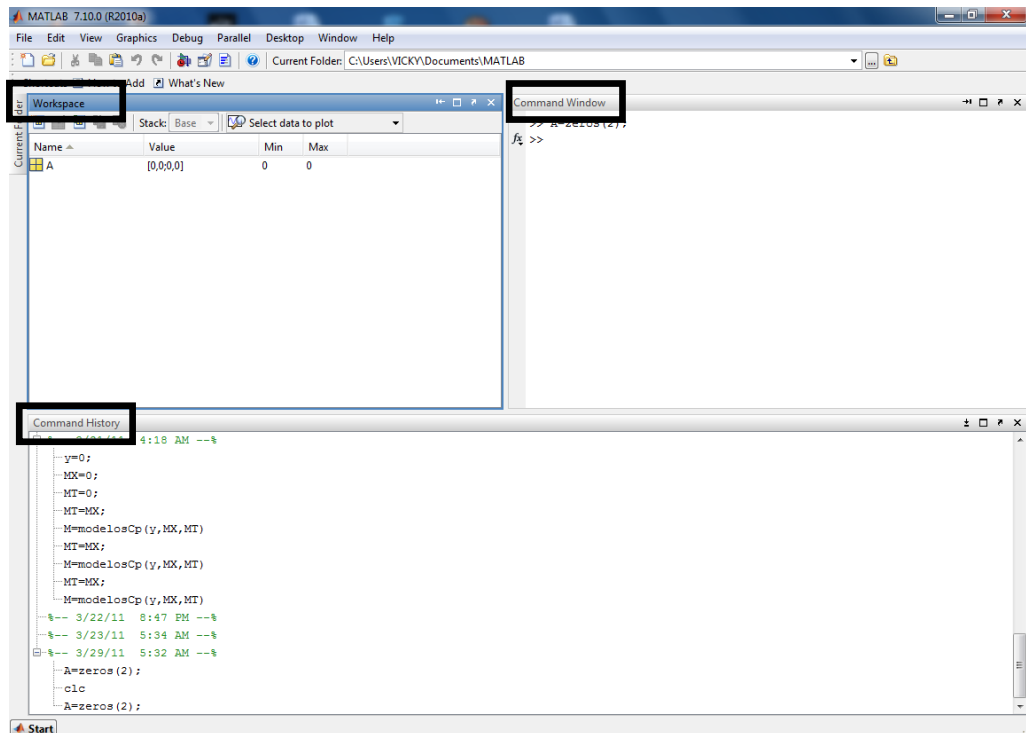 MATLAB 7.10.0 (R2010a)
File Edit View Graphics Debug Parallel Desktop Window Help
Current Folder: C:\Users\VICKY\Documents\MATLAB
Add What's New
Current Folder
Workspace
Stack: Base Select data to plot
Name Value Min Max
A [0,0;0,0] 0 0
Command Window
>> A=zeros(2);
fx >>
Command History
4:18 AM --%
y=0;
MX=0;
MT=0;
MT=MX;
M=modelosCp(y,MX,MT)
MT=MX;
M=modelosCp(y,MX,MT)
MT=MX;
M=modelosCp(y,MX,MT)
%-- 3/22/11 8:47 PM --%
%-- 3/23/11 5:34 AM --%
%-- 3/29/11 5:32 AM --%
A=zeros(2);
clc
A=zeros(2);
Start